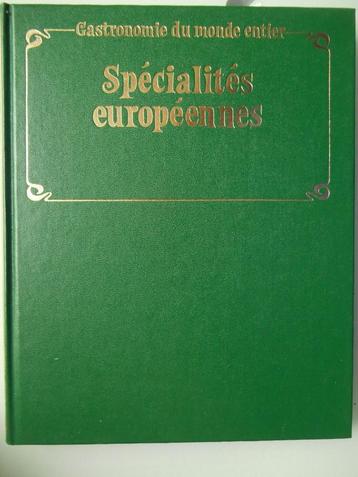 Gastronomie du monde entier
Spécialités
européennes